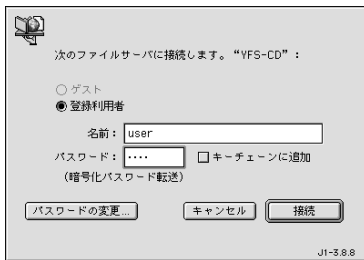 次のファイルサーバに接続します。“YFS-CD”：
ゲスト
登録利用者
名前： user
パスワード： ････ キーチェーンに追加
(暗号化パスワード転送)
パスワードの変更... キャンセル 接続
J1-3.8.8